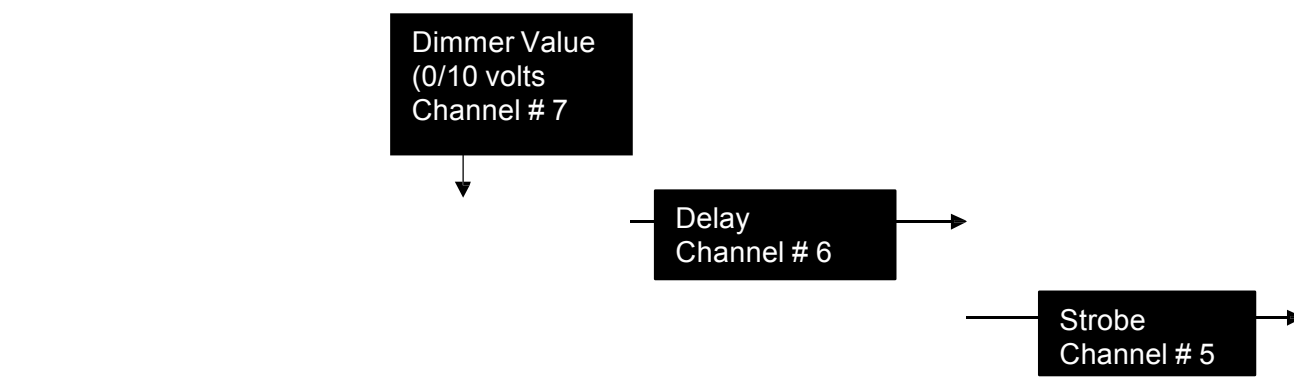 Dimmer Value
(0/10 volts
Channel # 7
Delay
Channel # 6
Strobe
Channel # 5